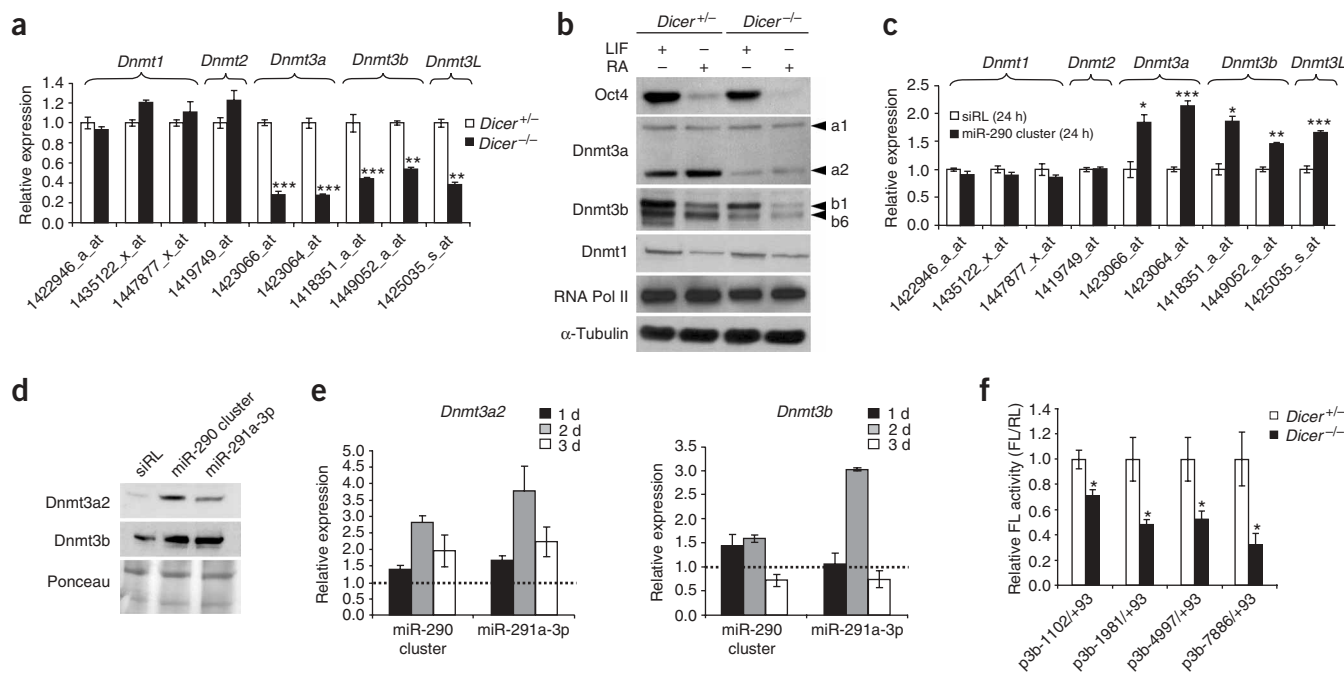 a
Dnmt1 Dnmt2 Dnmt3a Dnmt3b Dnmt3L
Relative expression
1.4
1.2
1.0
0.8
0.6
0.4
0.2
0
Dicer+/–
Dicer–/–
*** *** *** ** **
1422946_a_at
1435122_x_at
1447877_x_at
1419749_at
1423066_at
1423064_at
1418351_a_at
1449052_a_at
1425035_s_at
b
Dicer+/– Dicer–/–
LIF + – + –
RA – + – +
Oct4
Dnmt3a
a1
a2
Dnmt3b
b1
b6
Dnmt1
RNA Pol II
α-Tubulin
c
Dnmt1 Dnmt2 Dnmt3a Dnmt3b Dnmt3L
Relative expression
2.5
2.0
1.5
1.0
0.5
0
siRL (24 h)
miR-290 cluster (24 h)
* *** * ** ***
1422946_a_at
1435122_x_at
1447877_x_at
1419749_at
1423066_at
1423064_at
1418351_a_at
1449052_a_at
1425035_s_at
d
siRL
miR-290 cluster
miR-291a-3p
Dnmt3a2
Dnmt3b
Ponceau
e
Dnmt3a2
1 d
2 d
3 d
Relative expression
5.0
4.5
4.0
3.5
3.0
2.5
2.0
1.5
1.0
0.5
0.0
miR-290
cluster
miR-291a-3p
Dnmt3b
1 d
2 d
3 d
Relative expression
3.5
3.0
2.5
2.0
1.5
1.0
0.5
0.0
miR-290
cluster
miR-291a-3p
f
Relative FL activity (FL/RL)
1.4
1.2
1.0
0.8
0.6
0.4
0.2
0
Dicer+/–
Dicer–/–
* * * *
p3b-1102/+93
p3b-1981/+93
p3b-4997/+93
p3b-7886/+93